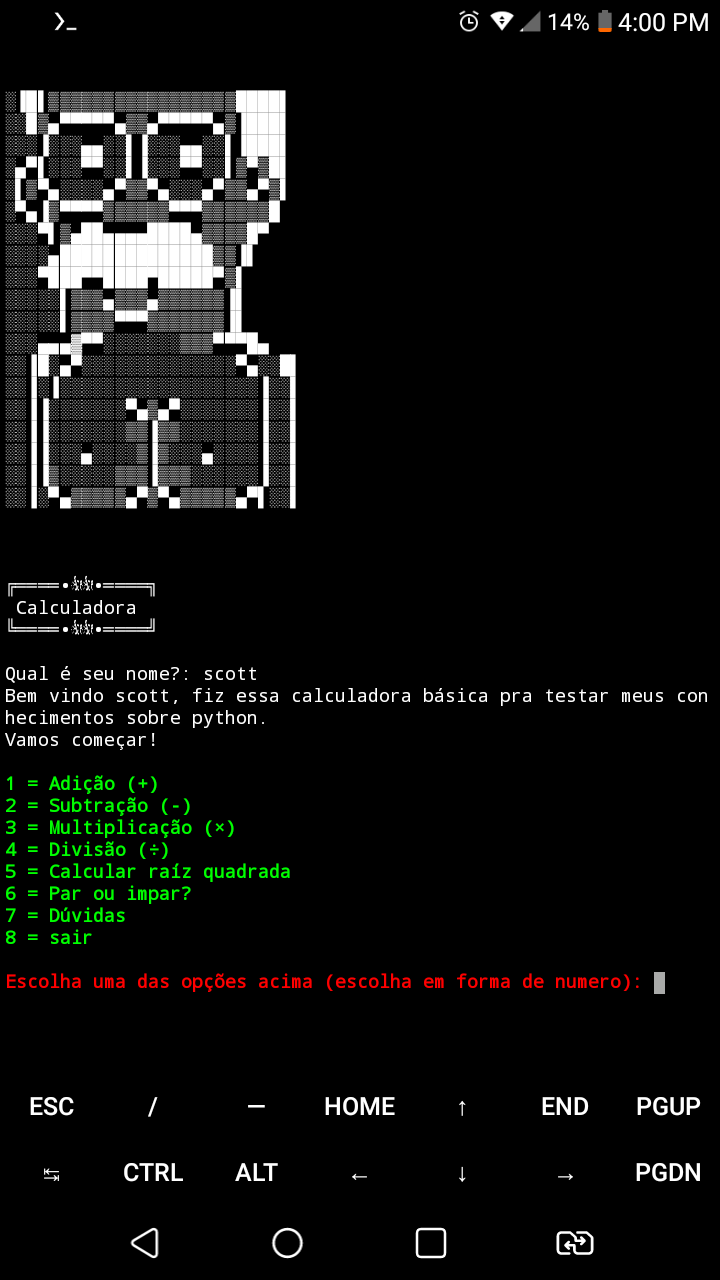 14% 4:00 PM
Calculadora
Qual é seu nome?: scott
Bem vindo scott, fiz essa calculadora básica pra testar meus con
hecimentos sobre python.
Vamos começar!
1 = Adição (+)
2 = Subtração (-)
3 = Multiplicação (×)
4 = Divisão (÷)
5 = Calcular raíz quadrada
6 = Par ou impar?
7 = Dúvidas
8 = sair
Escolha uma das opções acima (escolha em forma de numero):
ESC / — HOME ↑ END PGUP
↹ CTRL ALT ← ↓ → PGDN